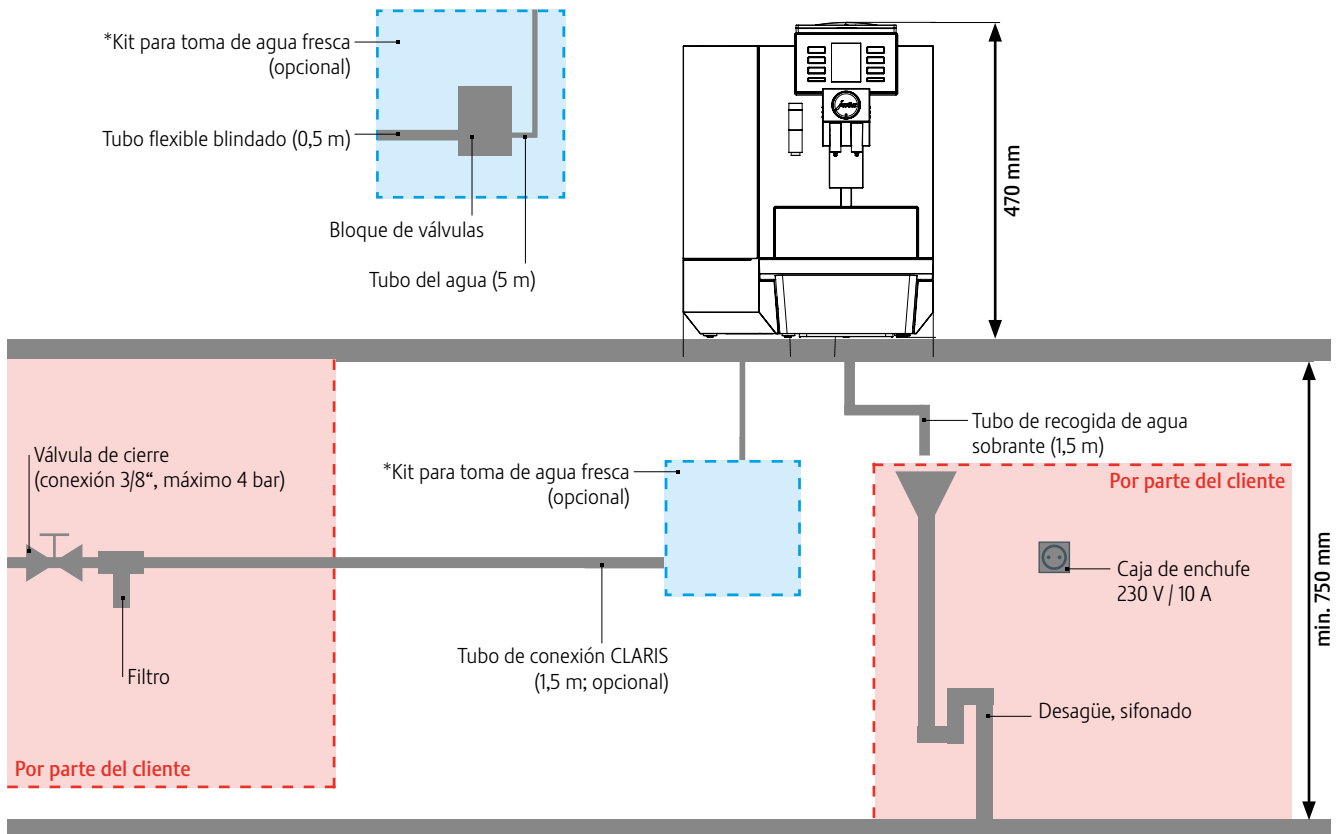 *Kit para toma de agua fresca
(opcional)
Tubo flexible blindado (0,5 m)
Bloque de válvulas
Tubo del agua (5 m)
jura
470 mm
Válvula de cierre
(conexión 3/8“, máximo 4 bar)
Filtro
Por parte del cliente
*Kit para toma de agua fresca
(opcional)
Tubo de conexión CLARIS
(1,5 m; opcional)
Tubo de recogida de agua
sobrante (1,5 m)
Por parte del cliente
Caja de enchufe
230 V / 10 A
Desagüe, sifonado
min. 750 mm